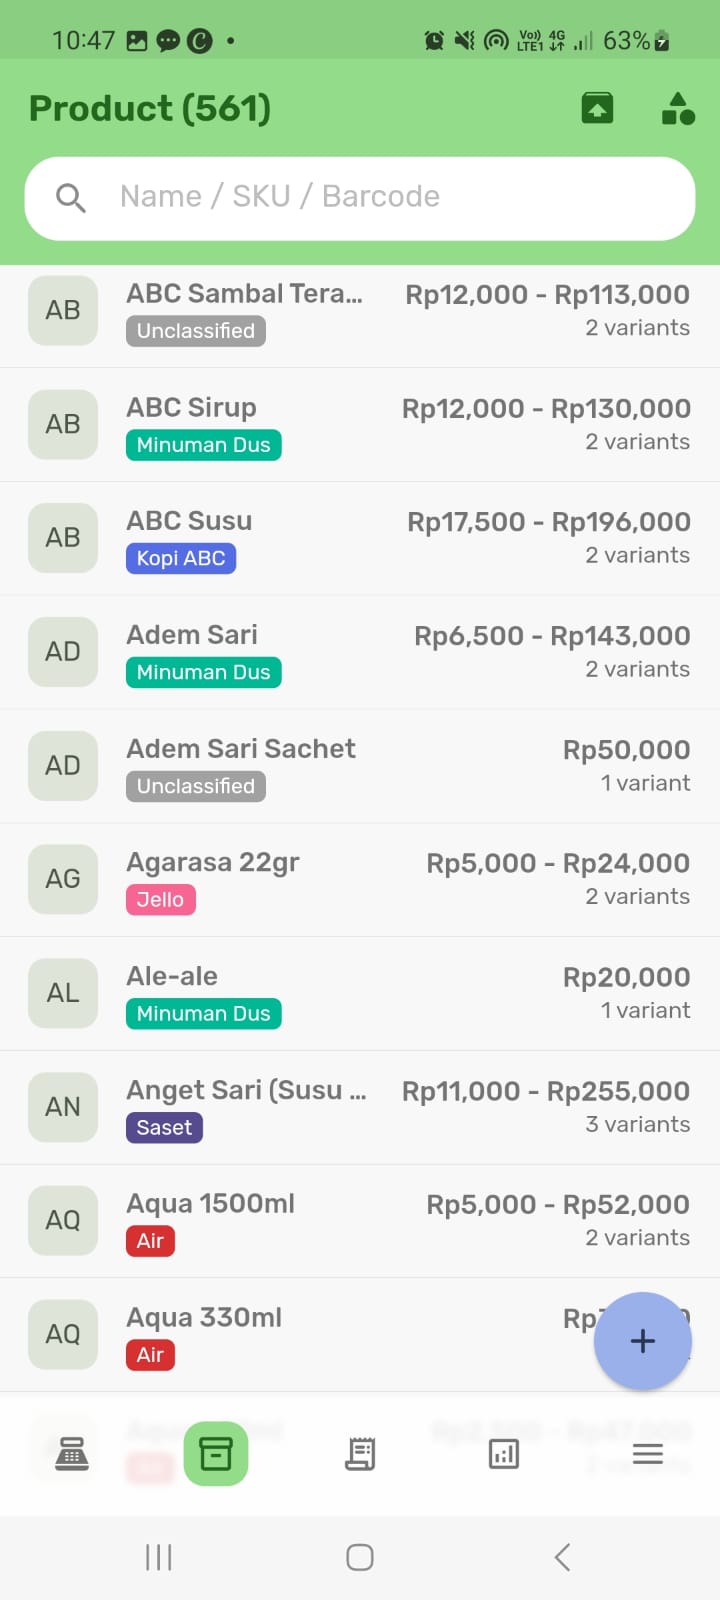 10:47
Vo)) 4G
LTE1
63%
Product (561)
Name / SKU / Barcode
AB
ABC Sambal Tera...
Rp12,000 - Rp113,000
Unclassified
2 variants
AB
ABC Sirup
Rp12,000 - Rp130,000
Minuman Dus
2 variants
AB
ABC Susu
Rp17,500 - Rp196,000
Kopi ABC
2 variants
AD
Adem Sari
Rp6,500 - Rp143,000
Minuman Dus
2 variants
AD
Adem Sari Sachet
Rp50,000
Unclassified
1 variant
AG
Agarasa 22gr
Rp5,000 - Rp24,000
Jello
2 variants
AL
Ale-ale
Rp20,000
Minuman Dus
1 variant
AN
Anget Sari (Susu ...
Rp11,000 - Rp255,000
Saset
3 variants
AQ
Aqua 1500ml
Rp5,000 - Rp52,000
Air
2 variants
AQ
Aqua 330ml
Air